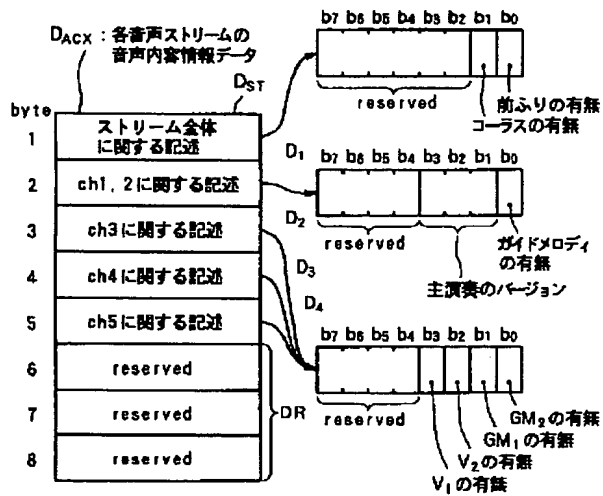 DACX : 各音声ストリームの
音声内容情報データ
DST
byte
1 ストリーム全体
に関する記述
2 ch1, 2に関する記述
3 ch3に関する記述
4 ch4に関する記述
5 ch5に関する記述
6 reserved
7 reserved
8 reserved
DR
D1
D2
D3
D4
b7 b6 b5 b4 b3 b2 b1 b0
reserved
前ふりの有無
コーラスの有無
b7 b6 b5 b4 b3 b2 b1 b0
reserved
ガイドメロディ
の有無
主演奏のバージョン
b7 b6 b5 b4 b3 b2 b1 b0
reserved
GM2の有無
GM1の有無
V2の有無
V1の有無